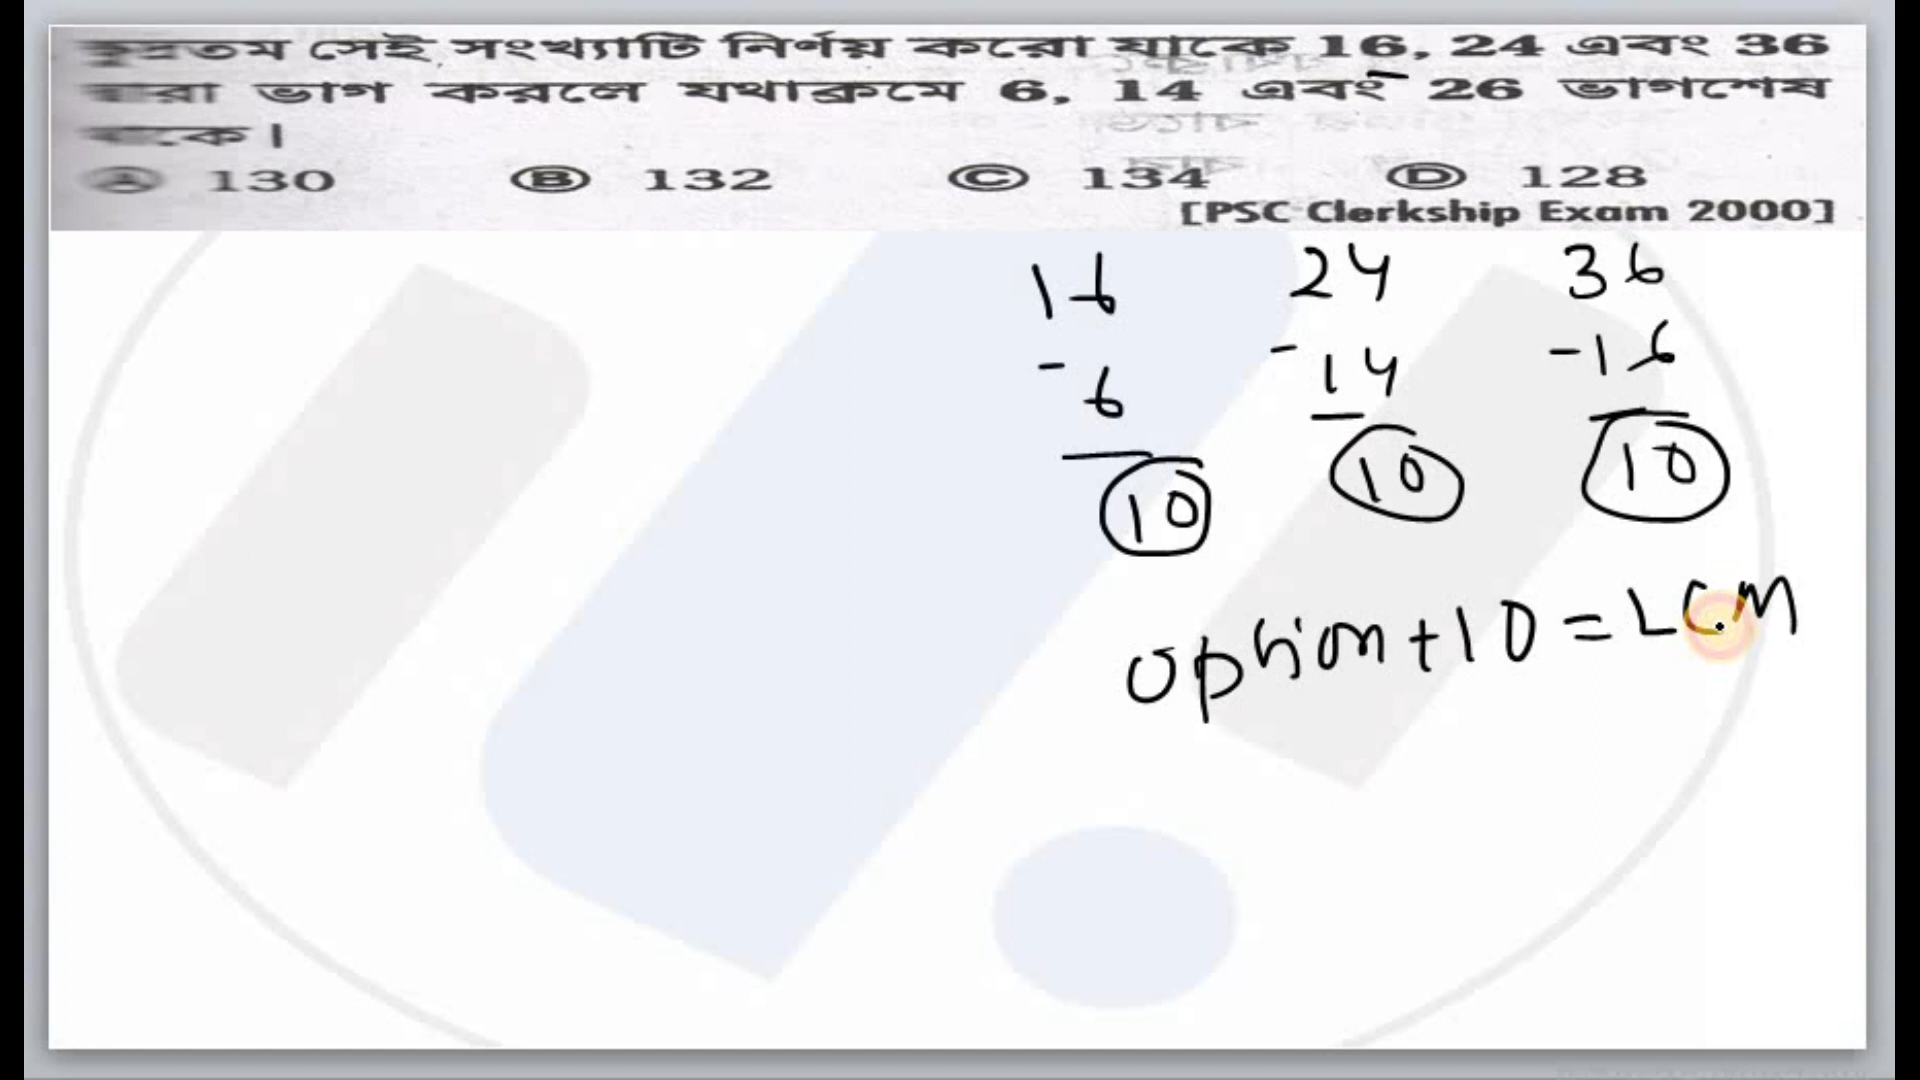 ক্ষুদ্রতম সেই সংখ্যাটি নির্ণয় করো যাকে 16, 24 এবং 36
দ্বারা ভাগ করলে যথাক্রমে 6, 14 এবং 26 ভাগশেষ
থাকে।
A 130 B 132 C 134 D 128
[PSC Clerkship Exam 2000]
16 24 36
- 6 - 14 - 16
10 10 10
option + 10 = LCM